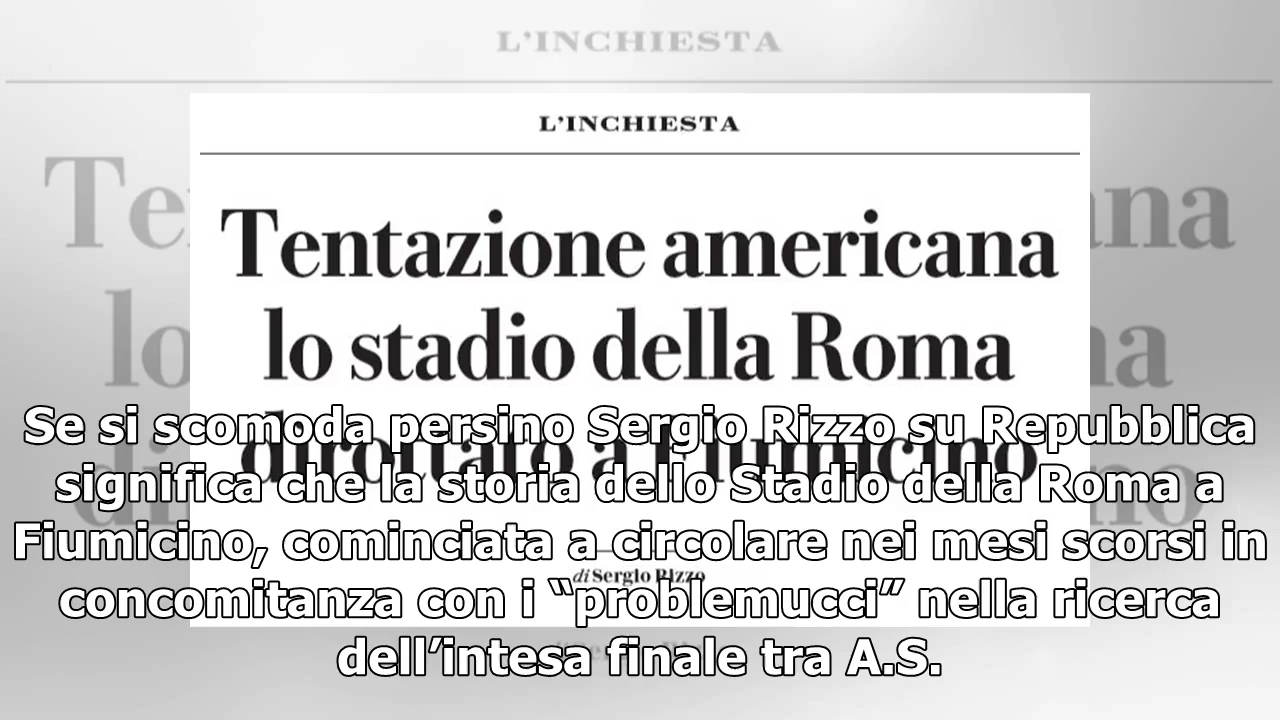 L'INCHIESTA
L'INCHIESTA
Tentazione americana
lo stadio della Roma
dirottato a Fiumicino
di Sergio Rizzo
Se si scomoda persino Sergio Rizzo su Repubblica
significa che la storia dello Stadio della Roma a
Fiumicino, cominciata a circolare nei mesi scorsi in
concomitanza con i “problemucci” nella ricerca
dell’intesa finale tra A.S.